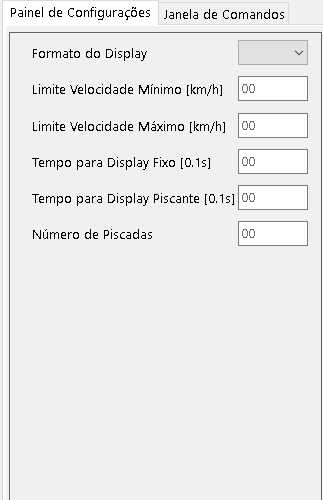 Painel de Configurações
Janela de Comandos
Formato do Display
Limite Velocidade Mínimo [km/h] 00
Limite Velocidade Máximo [km/h] 00
Tempo para Display Fixo [0.1s] 00
Tempo para Display Piscante [0.1s] 00
Número de Piscadas 00